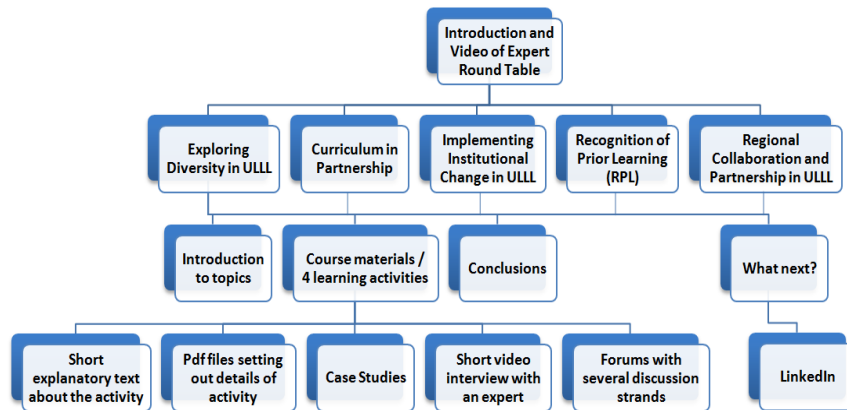 Introduction and
Video of Expert
Round Table
Exploring
Diversity in ULLL
Curriculum in
Partnership
Implementing
Institutional
Change in ULLL
Recognition of
Prior Learning
(RPL)
Regional
Collaboration and
Partnership in ULLL
Introduction
to topics
Course materials /
4 learning activities
Conclusions
What next?
Short
explanatory text
about the activity
Pdf files setting
out details of
activity
Case Studies
Short video
interview with
an expert
Forums with
several discussion
strands
LinkedIn